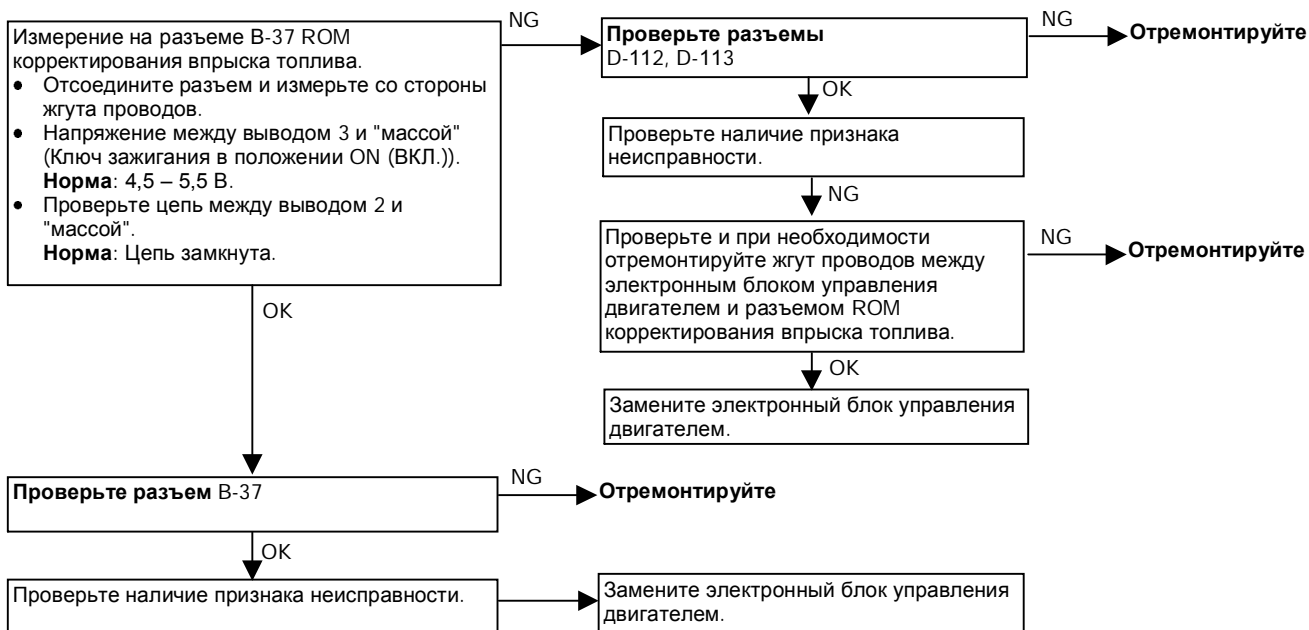 Измерение на разъеме B-37 ROM
корректирования впрыска топлива.
• Отсоедините разъем и измерьте со стороны
жгута проводов.
• Напряжение между выводом 3 и "массой"
(Ключ зажигания в положении ON (ВКЛ.)).
Норма: 4,5 – 5,5 В.
• Проверьте цепь между выводом 2 и
"массой".
Норма: Цепь замкнута.
NG
Проверьте разъемы
D-112, D-113
NG
Отремонтируйте
OK
Проверьте наличие признака
неисправности.
NG
Проверьте и при необходимости
отремонтируйте жгут проводов между
электронным блоком управления
двигателем и разъемом ROM
корректирования впрыска топлива.
NG
Отремонтируйте
OK
Замените электронный блок управления
двигателем.
OK
Проверьте разъем B-37
NG
Отремонтируйте
OK
Проверьте наличие признака неисправности.
Замените электронный блок управления
двигателем.